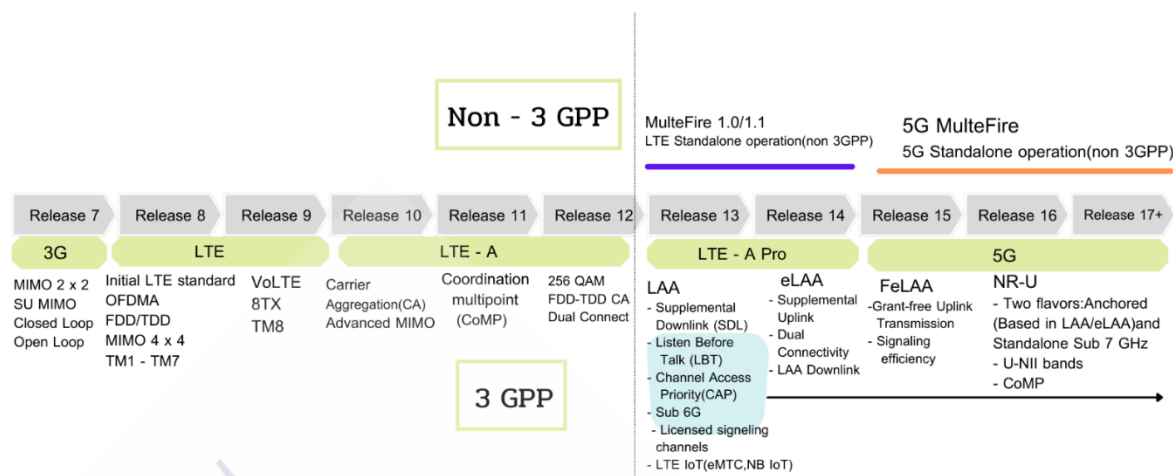 Non - 3 GPP
MulteFire 1.0/1.1
LTE Standalone operation(non 3GPP)
5G MulteFire
5G Standalone operation(non 3GPP)
Release 7
Release 8
Release 9
Release 10
Release 11
Release 12
Release 13
Release 14
Release 15
Release 16
Release 17+
3G
LTE
LTE - A
LTE - A Pro
5G
MIMO 2 x 2
SU MIMO
Closed Loop
Open Loop
Initial LTE standard
OFDMA
FDD/TDD
MIMO 4 x 4
TM1 - TM7
VoLTE
8TX
TM8
Carrier
Aggregation(CA)
Advanced MIMO
Coordination
multipoint
(CoMP)
256 QAM
FDD-TDD CA
Dual Connect
LAA
- Supplemental
Downlink (SDL)
- Listen Before
Talk (LBT)
- Channel Access
Priority(CAP)
- Sub 6G
- Licensed signeling
channels
- LTE IoT(eMTC,NB IoT)
eLAA
- Supplemental
Uplink
- Dual
Connectivity
- LAA Downlink
FeLAA
-Grant-free Uplink
Transmission
- Signaling
efficiency
NR-U
- Two flavors:Anchored
(Based in LAA/eLAA)and
Standalone Sub 7 GHz
- U-NII bands
- CoMP
3 GPP